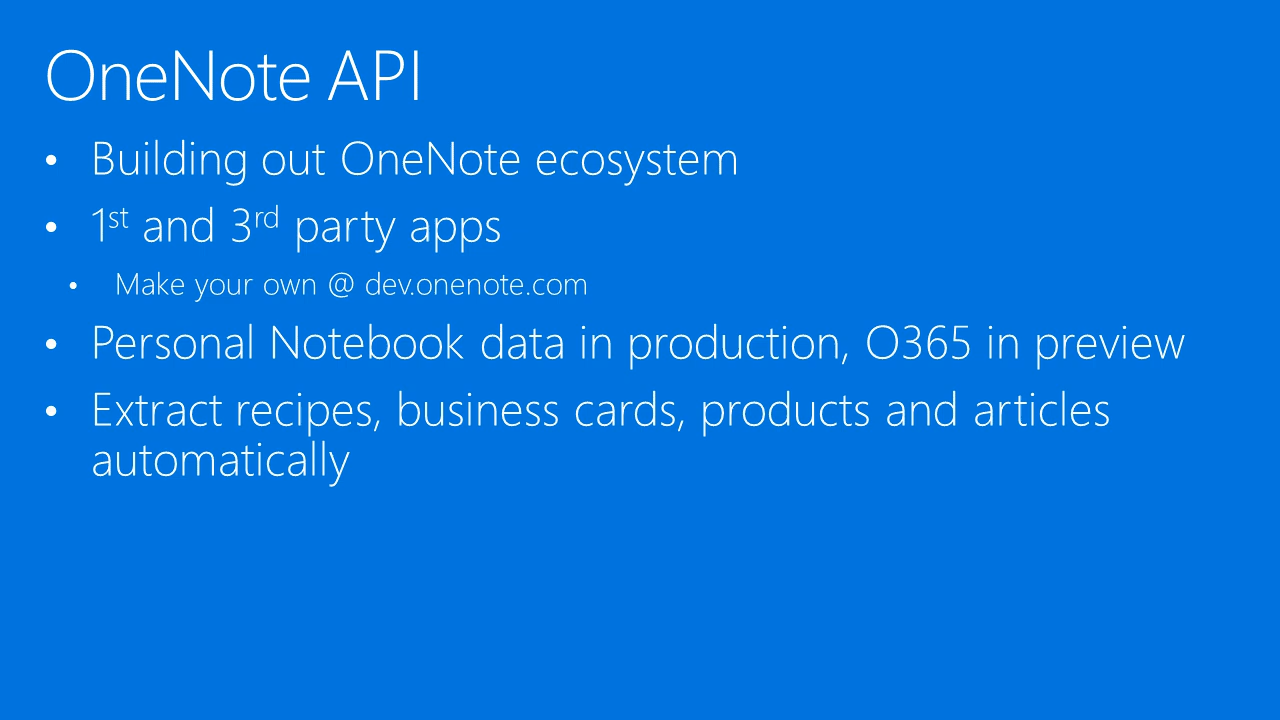 OneNote API
• Building out OneNote ecosystem
• 1st and 3rd party apps
• Make your own @ dev.onenote.com
• Personal Notebook data in production, O365 in preview
• Extract recipes, business cards, products and articles
automatically